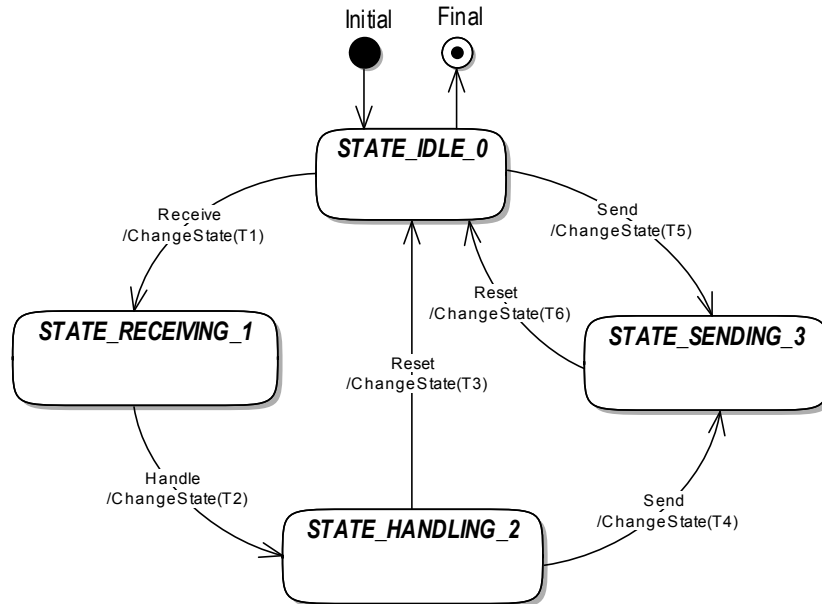 Initial
Final
STATE_IDLE_0
Receive
/ChangeState(T1)
Send
/ChangeState(T5)
Reset
/ChangeState(T6)
STATE_RECEIVING_1
STATE_SENDING_3
Reset
/ChangeState(T3)
Handle
/ChangeState(T2)
Send
/ChangeState(T4)
STATE_HANDLING_2